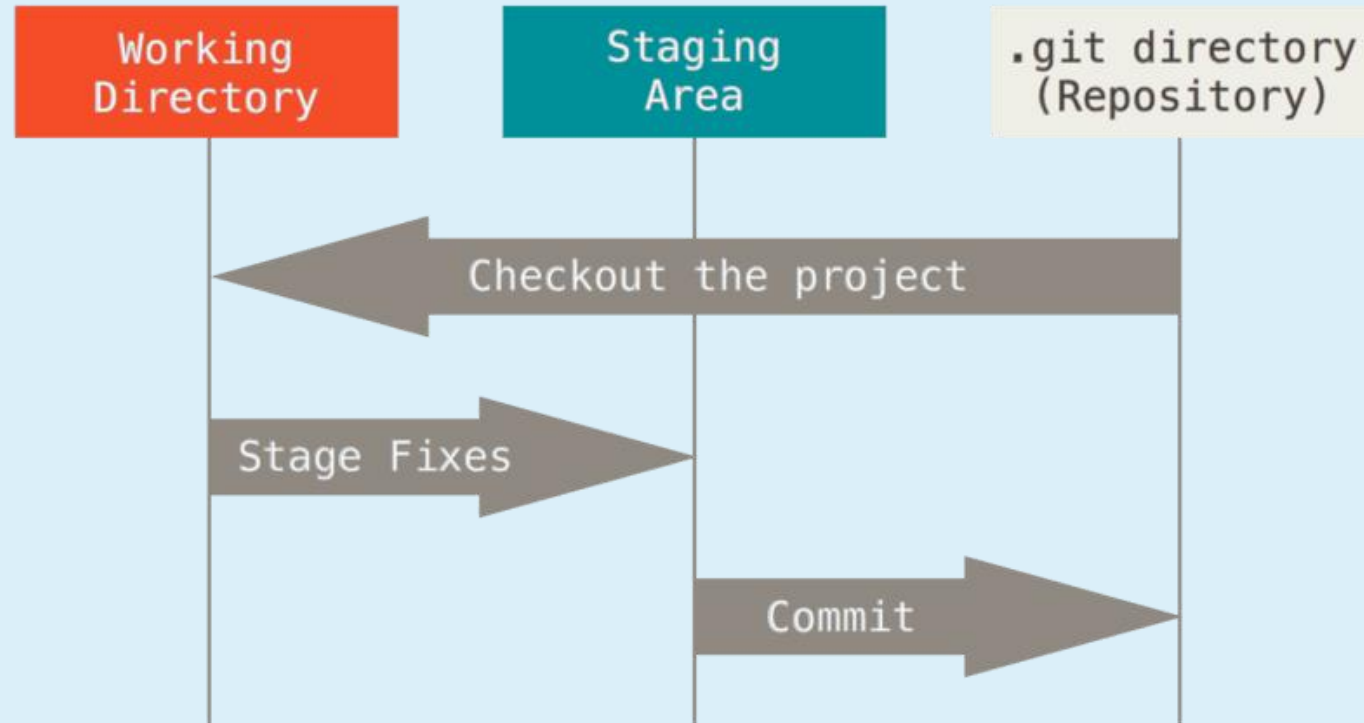 Working
Directory
Staging
Area
.git directory
(Repository)
Checkout the project
Stage Fixes
Commit